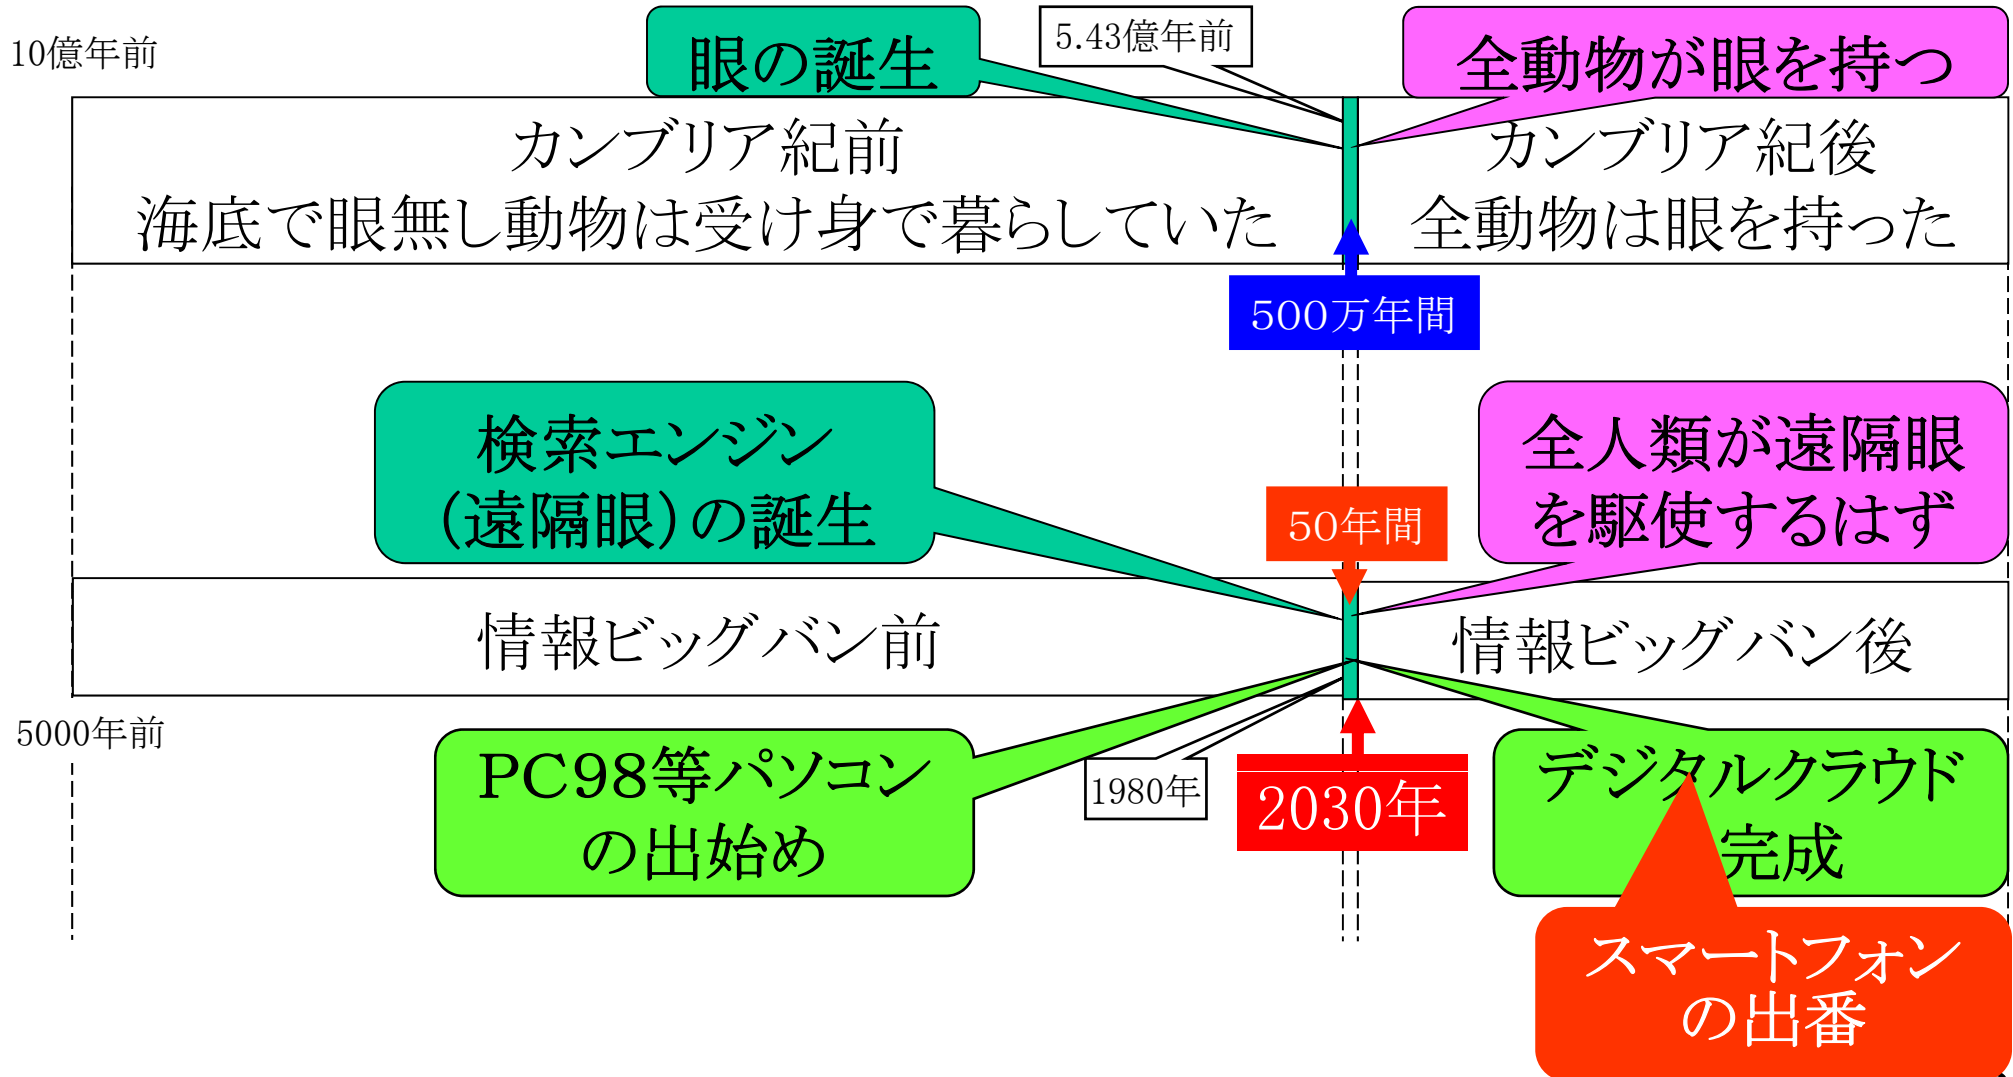 10億年前
眼の誕生
5.43億年前
全動物が眼を持つ
カンブリア紀前
海底で眼無し動物は受け身で暮らしていた
カンブリア紀後
全動物は眼を持った
500万年間
検索エンジン
(遠隔眼)の誕生
50年間
全人類が遠隔眼
を駆使するはず
情報ビッグバン前
情報ビッグバン後
5000年前
PC98等パソコン
の出始め
1980年
2030年
デジタルクラウド
完成
スマートフォン
の出番